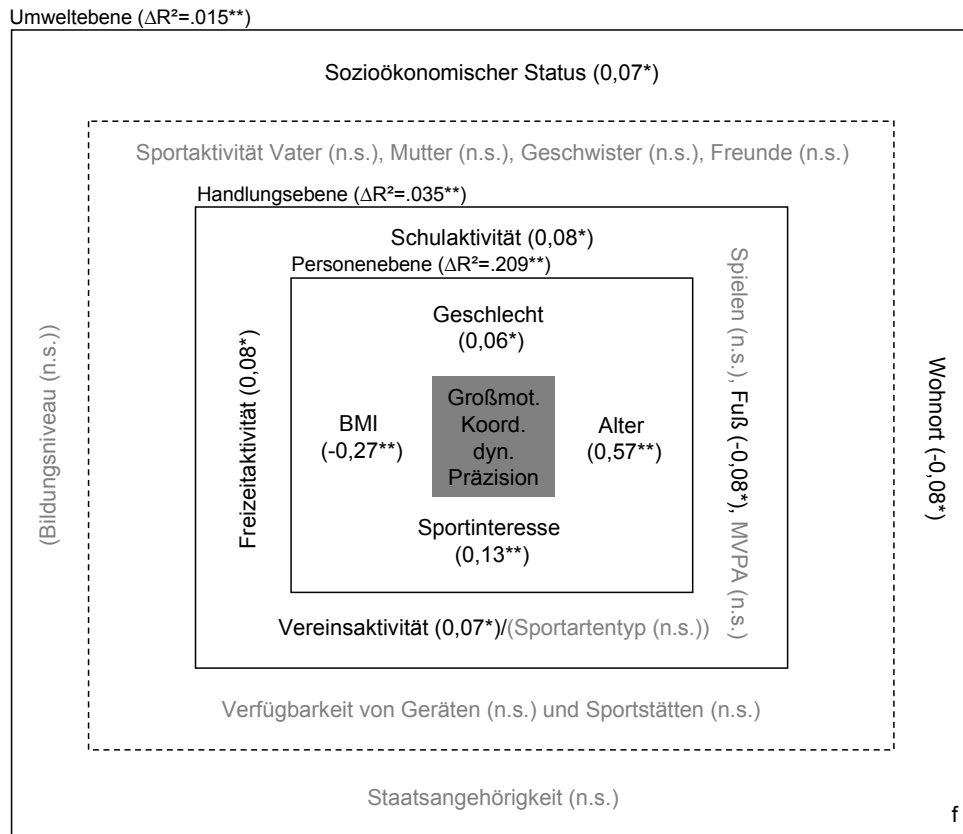 Umweltebene (ΔR²=.015**)
Sozioökonomischer Status (0,07*)
Sportaktivität Vater (n.s.), Mutter (n.s.), Geschwister (n.s.), Freunde (n.s.)
Handlungsebene (ΔR²=.035**)
Schulaktivität (0,08*)
Personenebene (ΔR²=.209**)
Geschlecht
(0,06*)
(Bildungsniveau (n.s.))
Freizeitaktivität (0,08*)
BMI
(-0,27**)
Großmot.
Koord.
dyn.
Präzision
Alter
(0,57**)
Spielen (n.s.), Fuß (-0,08*), MVPA (n.s.)
Wohnort (-0,08*)
Sportinteresse
(0,13**)
Vereinsaktivität (0,07*)/(Sportartentyp (n.s.))
Verfügbarkeit von Geräten (n.s.) und Sportstätten (n.s.)
Staatsangehörigkeit (n.s.)
f